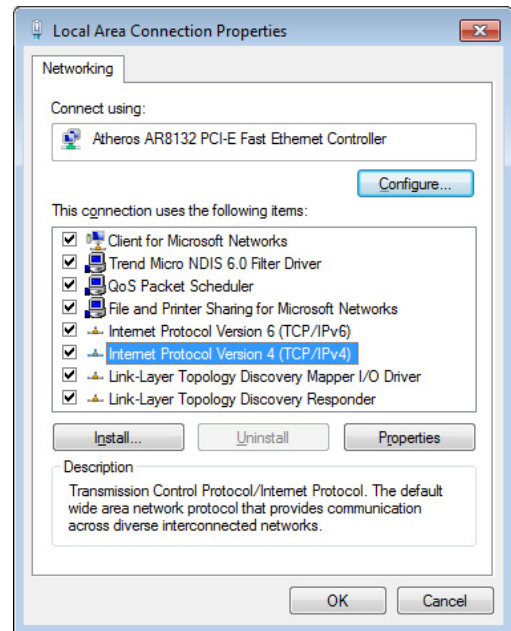 Local Area Connection Properties
Networking
Connect using:
Atheros AR8132 PCI-E Fast Ethernet Controller
Configure...
This connection uses the following items:
Client for Microsoft Networks
Trend Micro NDIS 6.0 Filter Driver
QoS Packet Scheduler
File and Printer Sharing for Microsoft Networks
Internet Protocol Version 6 (TCP/IPv6)
Internet Protocol Version 4 (TCP/IPv4)
Link-Layer Topology Discovery Mapper I/O Driver
Link-Layer Topology Discovery Responder
Install... Uninstall Properties
Description
Transmission Control Protocol/Internet Protocol. The default
wide area network protocol that provides communication
across diverse interconnected networks.
OK Cancel